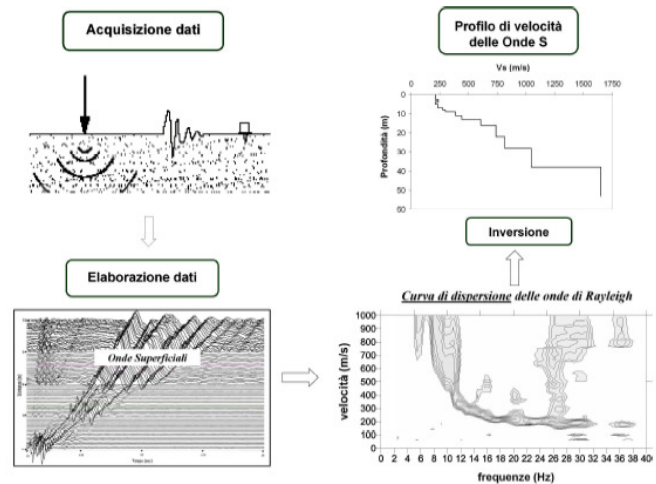 Acquisizione dati
Elaborazione dati
Onde Superficiali
Profilo di velocità
delle Onde S
Vs (m/s)
0 250 500 750 1000 1250 1500 1750
Profondità (m)
0
10
20
30
40
50
60
Inversione
Curva di dispersione delle onde di Rayleigh
velocità (m/s)
1000
900
800
700
600
500
400
300
200
100
0
0 2 4 6 8 10 12 14 16 18 20 22 24 26 28 30 32 34 36 38 40
frequenze (Hz)